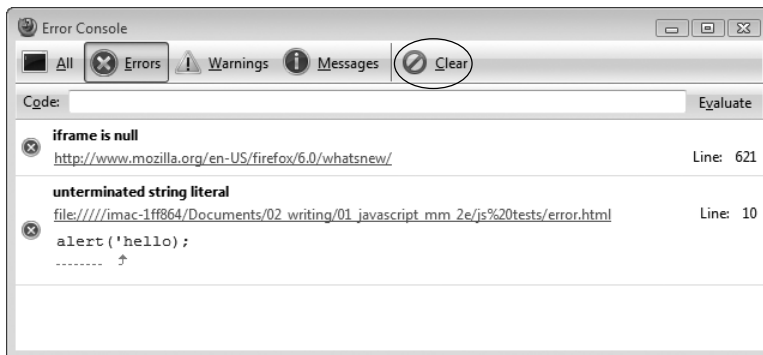 Error Console
All Errors Warnings Messages Clear
Code: Evaluate
iframe is null
http://www.mozilla.org/en-US/firefox/6.0/whatsnew/ Line: 621
unterminated string literal
file://///imac-1ff864/Documents/02_writing/01_javascript_mm_2e/js%20tests/error.html Line: 10
alert('hello);